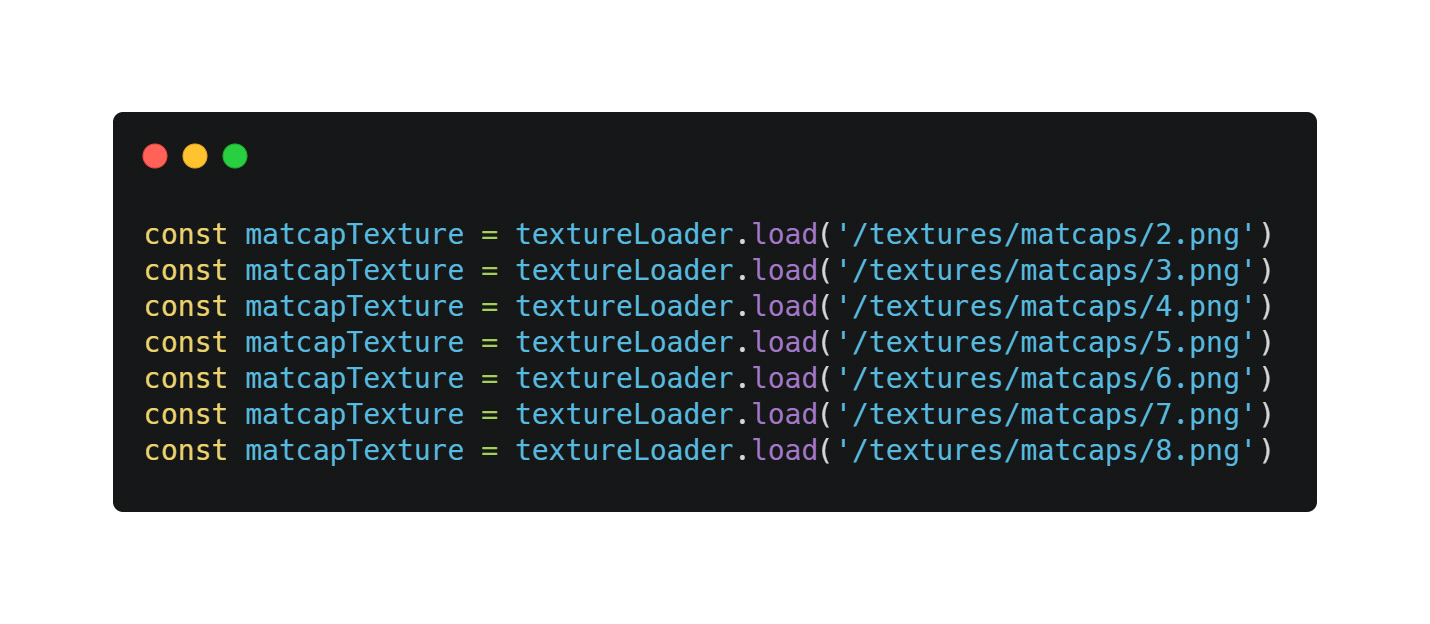 const matcapTexture = textureLoader.load('/textures/matcaps/2.png')
const matcapTexture = textureLoader.load('/textures/matcaps/3.png')
const matcapTexture = textureLoader.load('/textures/matcaps/4.png')
const matcapTexture = textureLoader.load('/textures/matcaps/5.png')
const matcapTexture = textureLoader.load('/textures/matcaps/6.png')
const matcapTexture = textureLoader.load('/textures/matcaps/7.png')
const matcapTexture = textureLoader.load('/textures/matcaps/8.png')